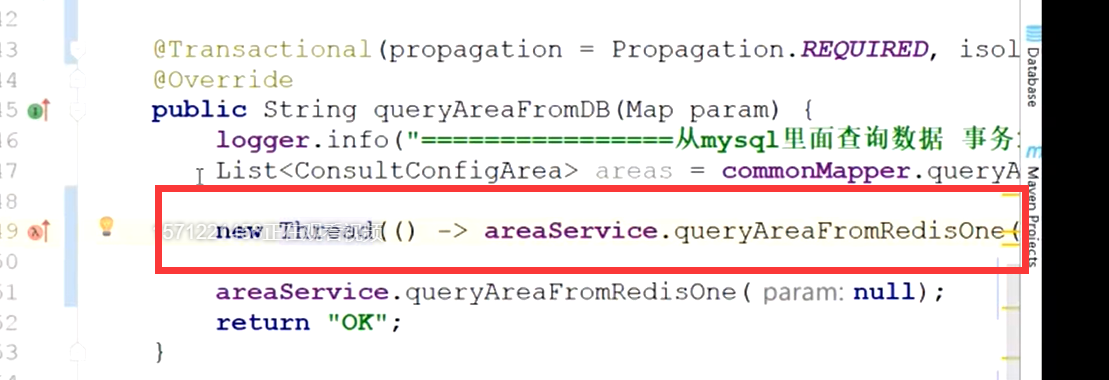 42
43 @Transactional(propagation = Propagation.REQUIRED, isol
44 @Override
45 public String queryAreaFromDB(Map param) {
46 logger.info("================从mysql里面查询数据 事务
47 List<ConsultConfigArea> areas = commonMapper.queryA
48
49 new Thread(() -> areaService.queryAreaFromRedisOne(
50
51 areaService.queryAreaFromRedisOne( param: null);
52 return "OK";
53 }
Database
Maven Projects